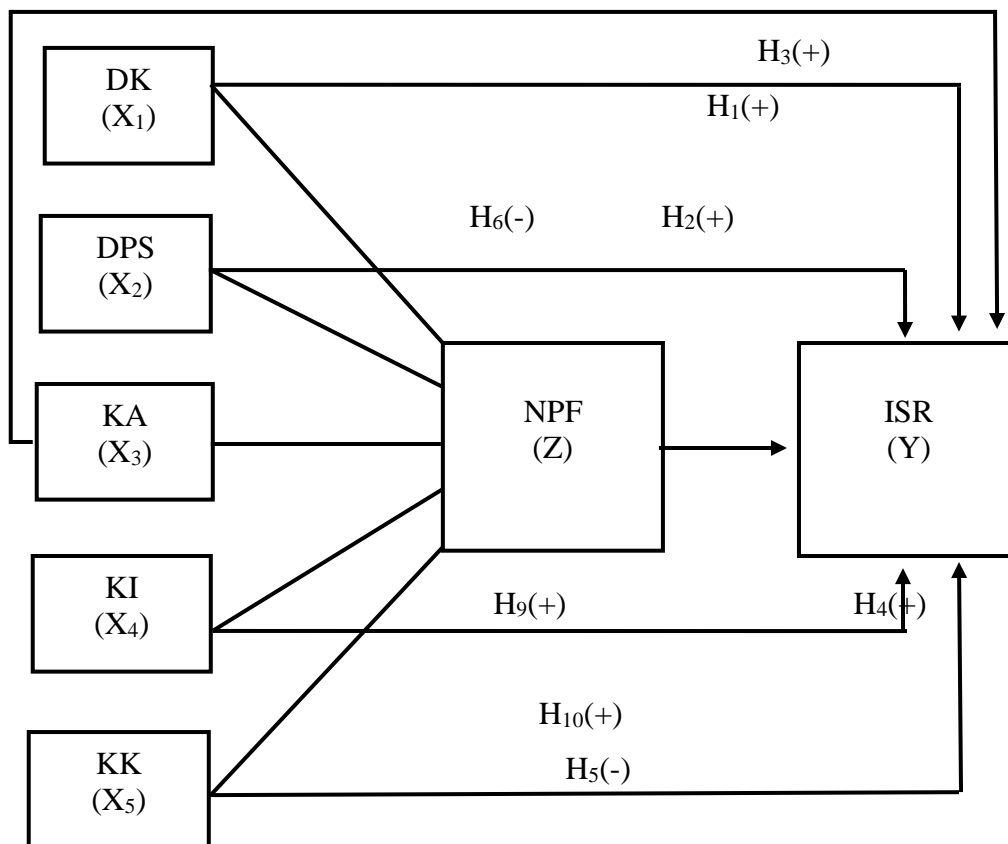 H₃(+)
DK
(X₁)
H₁(+)
H₆(-)
H₂(+)
DPS
(X₂)
KA
(X₃)
NPF
(Z)
ISR
(Y)
KI
(X₄)
H₉(+)
H₄(+)
H₁₀(+)
KK
(X₅)
H₅(-)